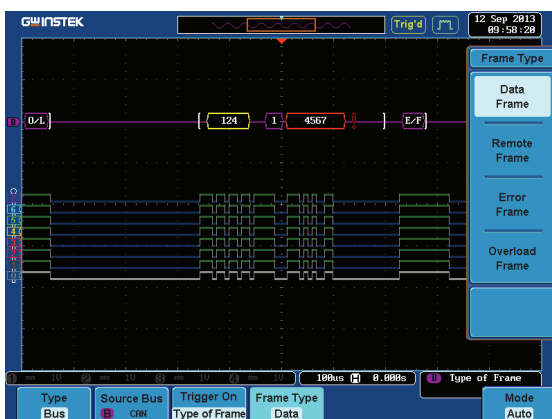 GWINSTEK
Trig'd
12 Sep 2013
09:58:20
Frame Type
Data
Frame
Remote
Frame
Error
Frame
Overload
Frame
B
O/L
124
1
4567
E/F
1V
2
1V
1V
4
1V
100us H 0.000s
B Type of Frame
Type
Bus
Source Bus
B CAN
Trigger On
Type of Frame
Frame Type
Data
Mode
Auto